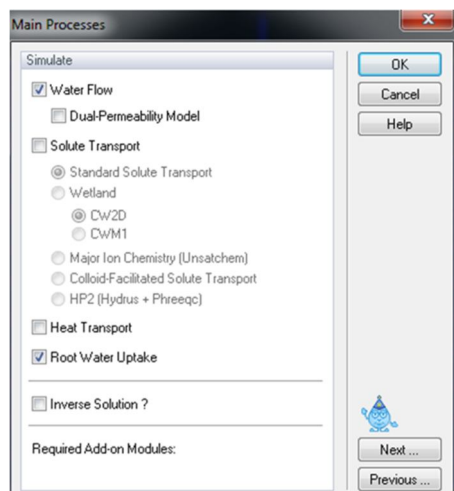 Main Processes
Simulate
Water Flow
Dual-Permeability Model
Solute Transport
Standard Solute Transport
Wetland
CW2D
CWM1
Major Ion Chemistry (Unsatchem)
Colloid-Facilitated Solute Transport
HP2 (Hydrus + Phreeqc)
Heat Transport
Root Water Uptake
Inverse Solution ?
Required Add-on Modules:
OK
Cancel
Help
Next ...
Previous ...